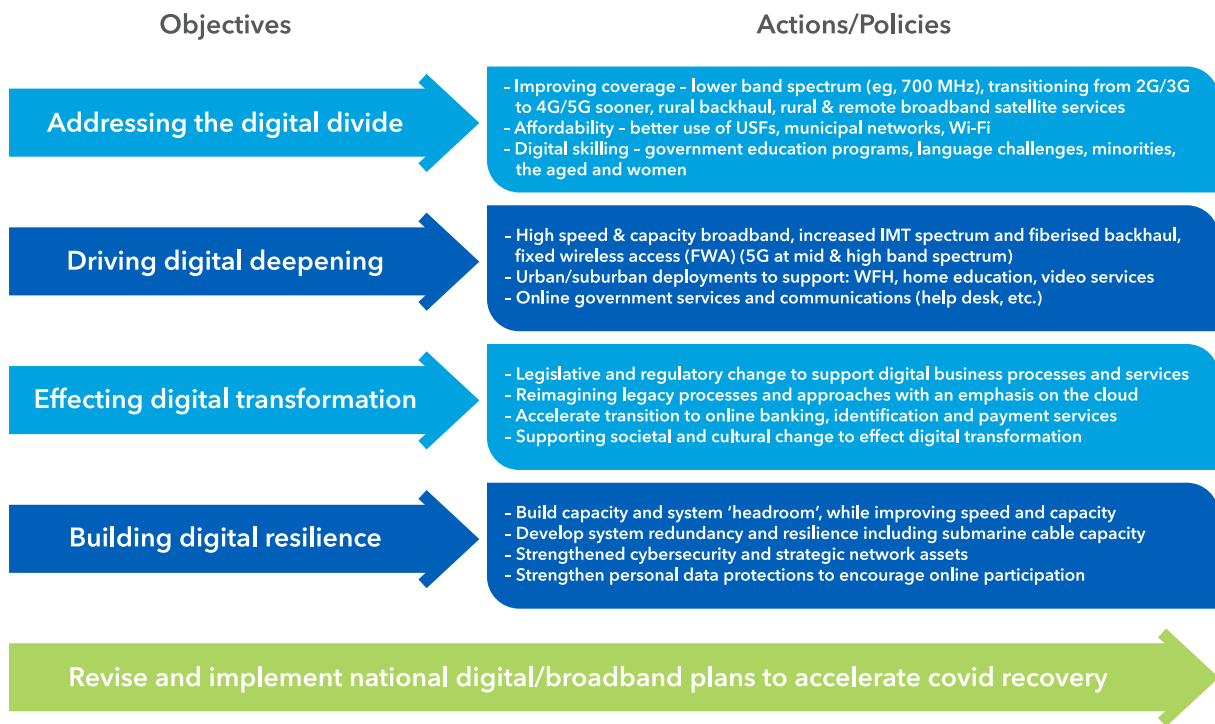 Objectives
Actions/Policies
Addressing the digital divide
– Improving coverage – lower band spectrum (eg, 700 MHz), transitioning from 2G/3G
to 4G/5G sooner, rural backhaul, rural & remote broadband satellite services
– Affordability – better use of USFs, municipal networks, Wi-Fi
– Digital skilling – government education programs, language challenges, minorities,
the aged and women
Driving digital deepening
– High speed & capacity broadband, increased IMT spectrum and fiberised backhaul,
fixed wireless access (FWA) (5G at mid & high band spectrum)
– Urban/suburban deployments to support: WFH, home education, video services
– Online government services and communications (help desk, etc.)
Effecting digital transformation
– Legislative and regulatory change to support digital business processes and services
– Reimagining legacy processes and approaches with an emphasis on the cloud
– Accelerate transition to online banking, identification and payment services
– Supporting societal and cultural change to effect digital transformation
Building digital resilience
– Build capacity and system ‘headroom’, while improving speed and capacity
– Develop system redundancy and resilience including submarine cable capacity
– Strengthened cybersecurity and strategic network assets
– Strengthen personal data protections to encourage online participation
Revise and implement national digital/broadband plans to accelerate covid recovery